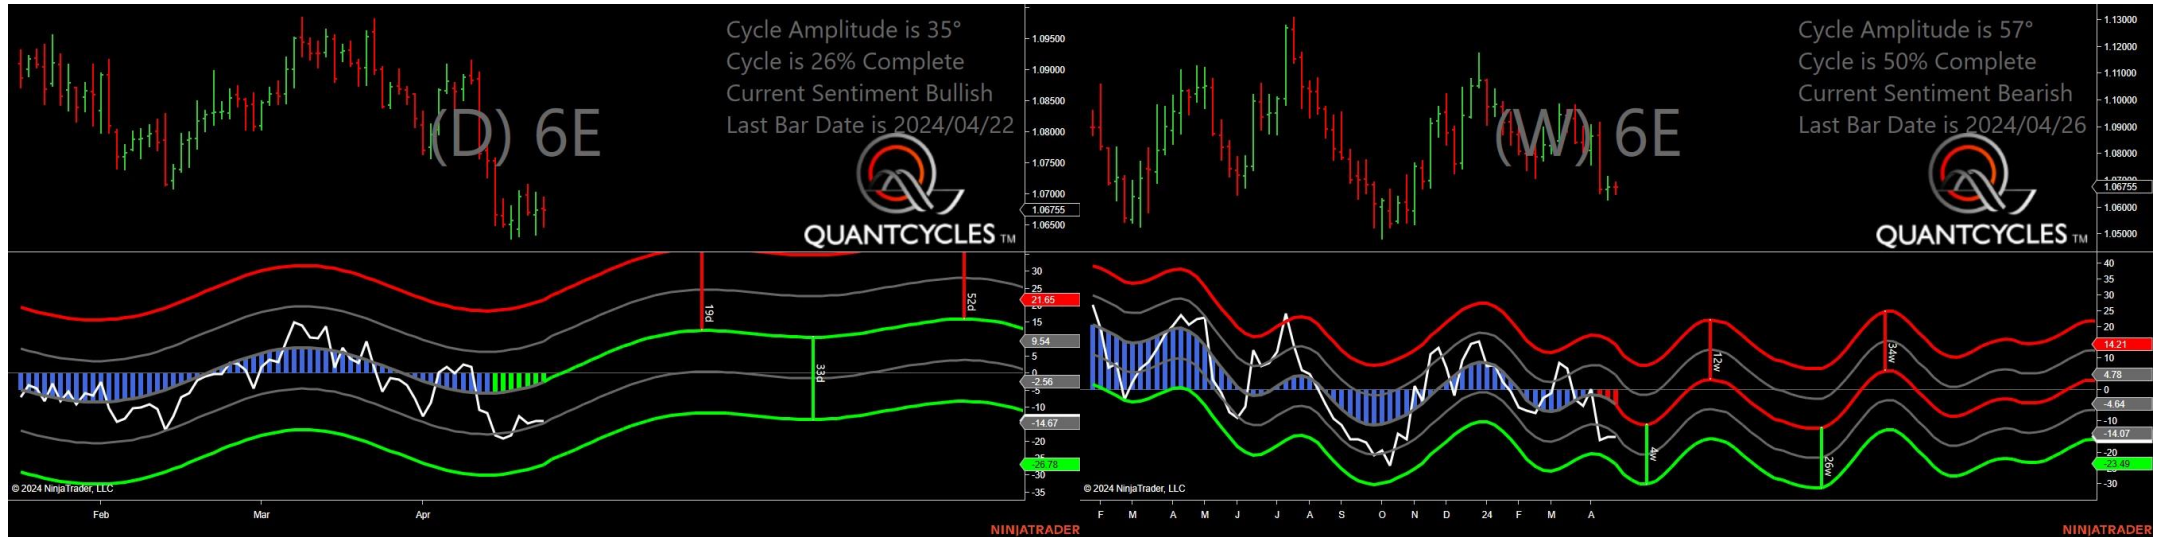 Cycle Amplitude is 35°
Cycle is 26% Complete
Current Sentiment Bullish
Last Bar Date is 2024/04/22
(D) 6E
QUANTCYCLES TM
1.09500
1.09000
1.08500
1.08000
1.07500
1.07000
1.06755
1.06500
19d
33d
52d
30
25
21.65
15
9.54
5
0
-2.56
-10
-14.67
-20
-25
-26.78
-30
-35
© 2024 NinjaTrader, LLC
Feb
Mar
Apr
NINJATRADER
Cycle Amplitude is 57°
Cycle is 50% Complete
Current Sentiment Bearish
Last Bar Date is 2024/04/26
(W) 6E
QUANTCYCLES TM
1.13000
1.12000
1.11000
1.10000
1.09000
1.08000
1.06755
1.06000
1.05000
4w
12w
26w
34w
40
35
30
25
20
14.21
10
4.78
0
-4.64
-10
-14.07
-20
-23.49
-30
© 2024 NinjaTrader, LLC
F M A M J J A S O N D 24 F M A
NINJATRADER